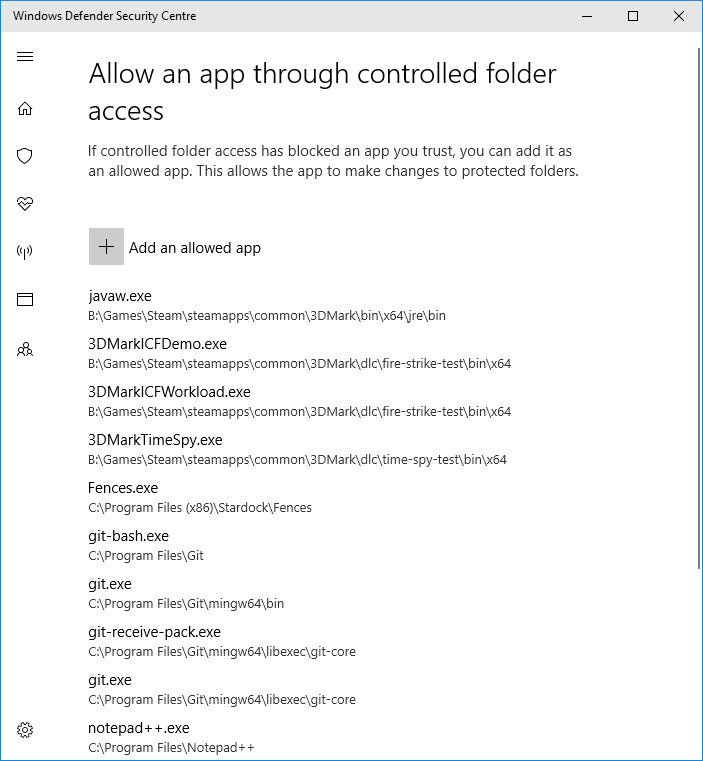 Windows Defender Security Centre
Allow an app through controlled folder
access
If controlled folder access has blocked an app you trust, you can add it as
an allowed app. This allows the app to make changes to protected folders.
Add an allowed app
javaw.exe
B:\Games\Steam\steamapps\common\3DMark\bin\x64\jre\bin
3DMarkICFDemo.exe
B:\Games\Steam\steamapps\common\3DMark\dlc\fire-strike-test\bin\x64
3DMarkICFWorkload.exe
B:\Games\Steam\steamapps\common\3DMark\dlc\fire-strike-test\bin\x64
3DMarkTimeSpy.exe
B:\Games\Steam\steamapps\common\3DMark\dlc\time-spy-test\bin\x64
Fences.exe
C:\Program Files (x86)\Stardock\Fences
git-bash.exe
C:\Program Files\Git
git.exe
C:\Program Files\Git\mingw64\bin
git-receive-pack.exe
C:\Program Files\Git\mingw64\libexec\git-core
git.exe
C:\Program Files\Git\mingw64\libexec\git-core
notepad++.exe
C:\Program Files\Notepad++